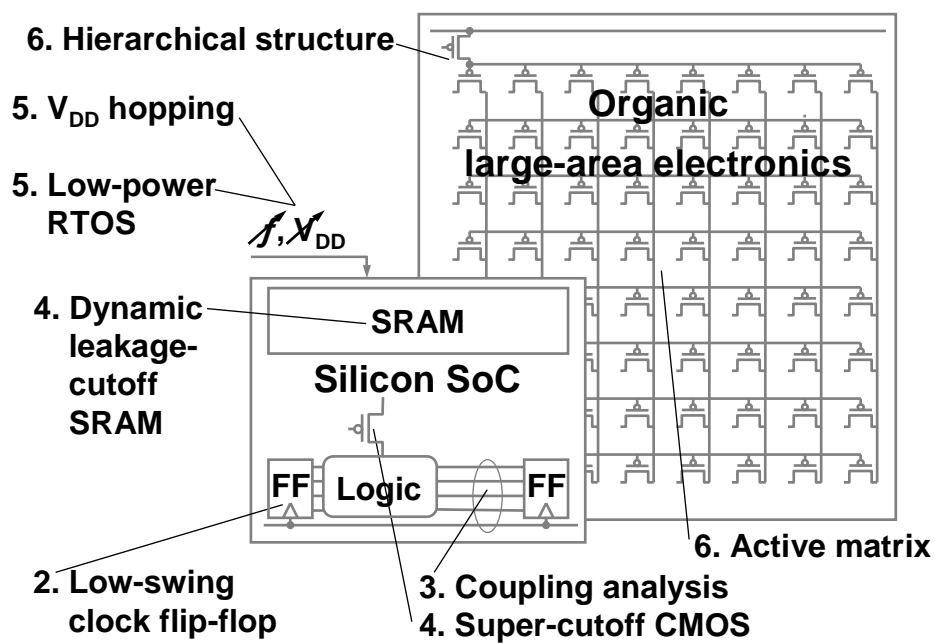 6. Hierarchical structure
Organic
large-area electronics
5. VDD hopping
5. Low-power
RTOS
f, VDD
4. Dynamic
leakage-
cutoff
SRAM
SRAM
Silicon SoC
FF
Logic
FF
6. Active matrix
2. Low-swing
clock flip-flop
3. Coupling analysis
4. Super-cutoff CMOS